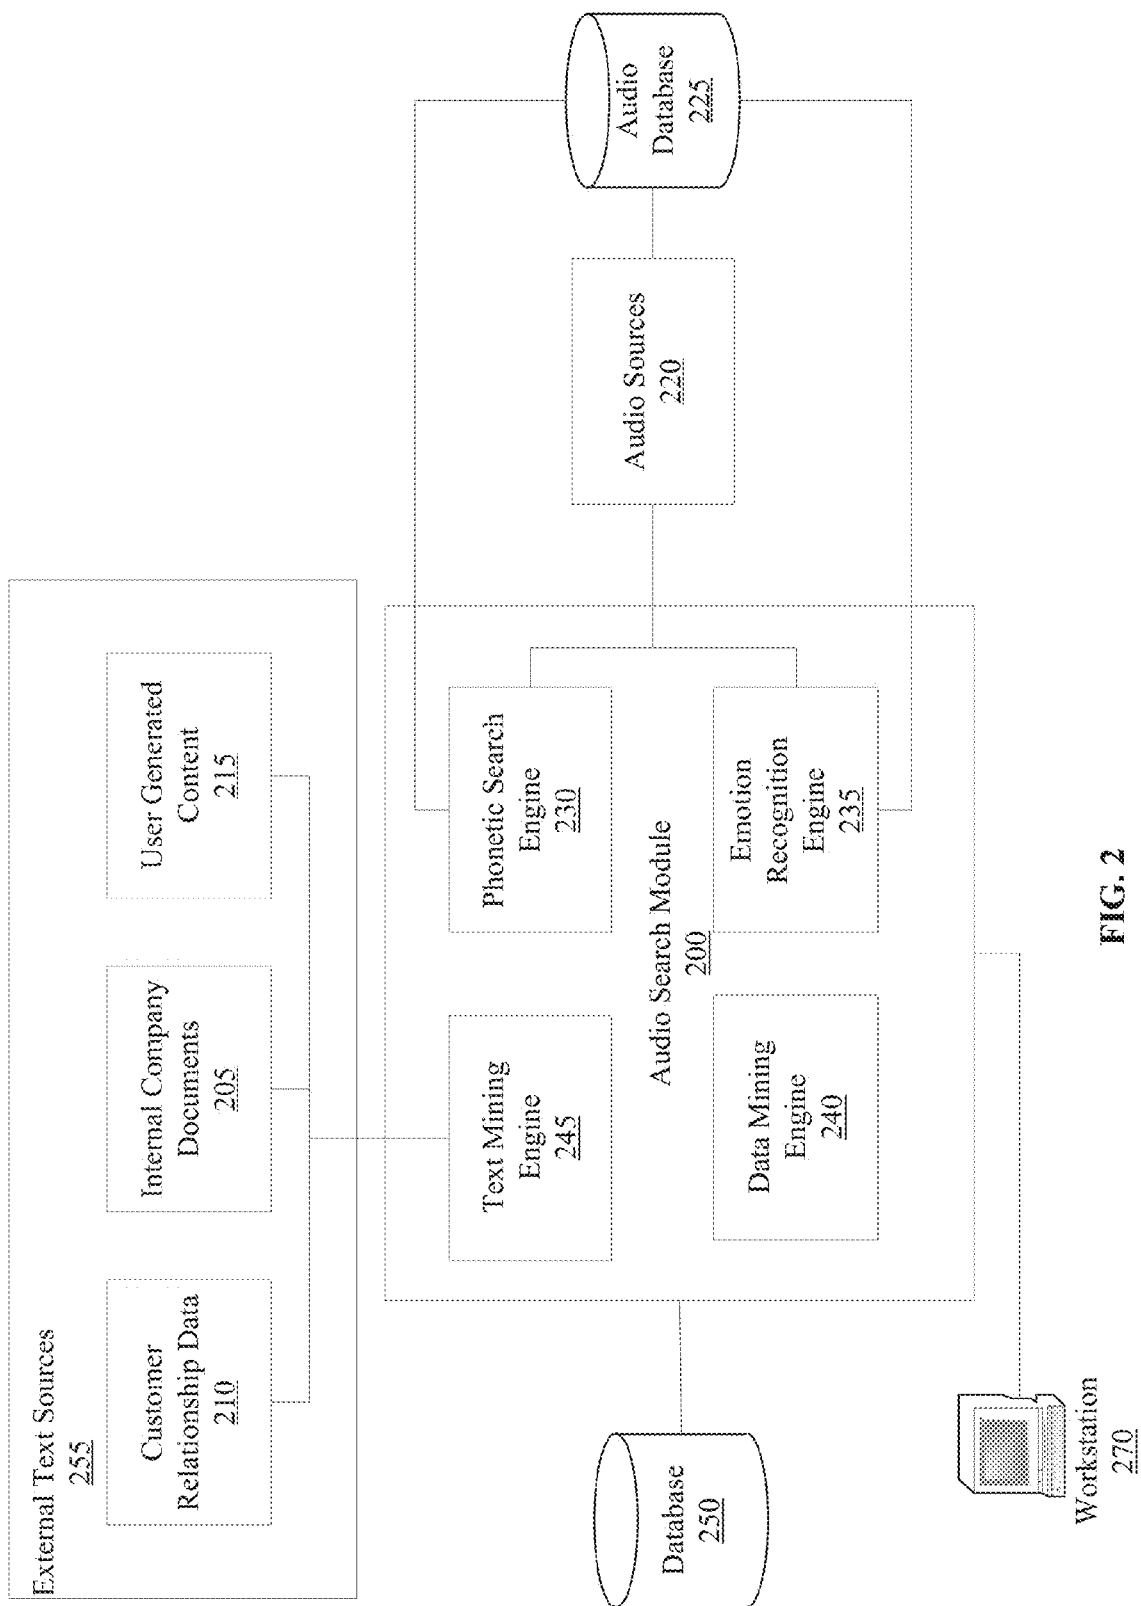 External Text Sources
255
Customer
Relationship Data
210
Internal Company
Documents
205
User Generated
Content
215
Text Mining
Engine
245
Phonetic Search
Engine
230
Audio Search Module
200
Data Mining
Engine
240
Emotion
Recognition
Engine
235
Database
250
Audio Sources
220
Audio
Database
225
Workstation
270
FIG. 2